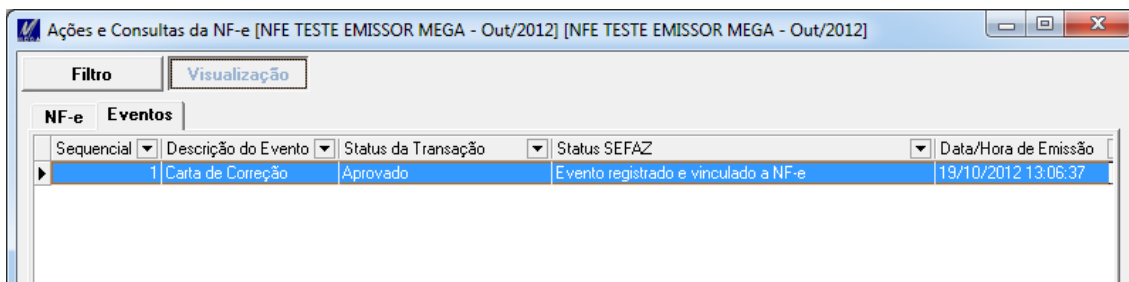 Ações e Consultas da NF-e [NFE TESTE EMISSOR MEGA - Out/2012] [NFE TESTE EMISSOR MEGA - Out/2012]
Filtro Visualização
NF-e Eventos
Sequencial Descrição do Evento Status da Transação Status SEFAZ Data/Hora de Emissão
1 Carta de Correção Aprovado Evento registrado e vinculado a NF-e 19/10/2012 13:06:37